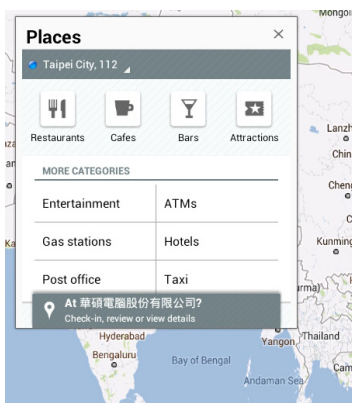 Mongol
Places
Taipei City, 112
Restaurants Cafes Bars Attractions
Lanzh
Chin
MORE CATEGORIES
Cheng
Entertainment ATMs
Gas stations Hotels
Kunming
Post office Taxi
At 華碩電腦股份有限公司?
Check-in, review or view details
Hyderabad
Yangon
Thailand
Bengaluru
Bay of Bengal
Cam
Andaman Sea